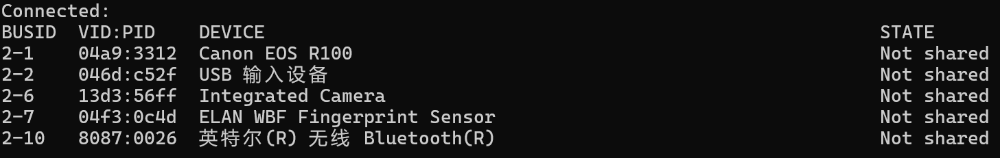 Connected:
BUSID  VID:PID    DEVICE                                                        STATE
2-1    04a9:3312  Canon EOS R100                                                Not shared
2-2    046d:c52f  USB 输入设备                                                  Not shared
2-6    13d3:56ff  Integrated Camera                                             Not shared
2-7    04f3:0c4d  ELAN WBF Fingerprint Sensor                                   Not shared
2-10   8087:0026  英特尔(R) 无线 Bluetooth(R)                                   Not shared